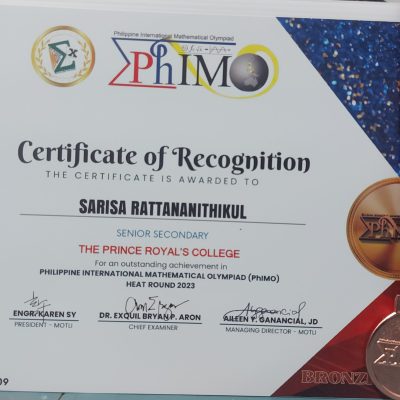 Philippine International Mathematical Olympiad
PhIMO
Certificate of Recognition
THE CERTIFICATE IS AWARDED TO
SARISA RATTANANITHIKUL
SENIOR SECONDARY
THE PRINCE ROYAL'S COLLEGE
For an outstanding achievement in
PHILIPPINE INTERNATIONAL MATHEMATICAL OLYMPIAD (PhIMO)
HEAT ROUND 2023
ENGR. KAREN SY
PRESIDENT - MOTU
DR. EXQUIL BRYAN P. ARON
CHIEF EXAMINER
AILEEN Y. GANANCIAL, JD
MANAGING DIRECTOR - MOTU
09
BRONZ